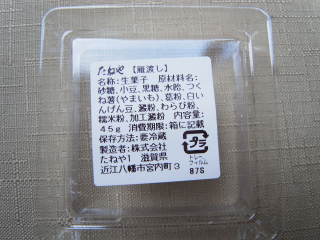 たねや 【雁渡し】
名称:生菓子 原材料名:
砂糖、小豆、黒糖、水飴、つく
ね薯(やまいも)、葛粉、白い
んげん豆、澱粉、わらび粉、
糯米粉、加工澱粉 内容量:
45g 消費期限:箱に記載
保存方法:要冷蔵
製造者:株式会社
たねや1 滋賀県
近江八幡市宮内町3
プラ
トレー
フィルム
87S